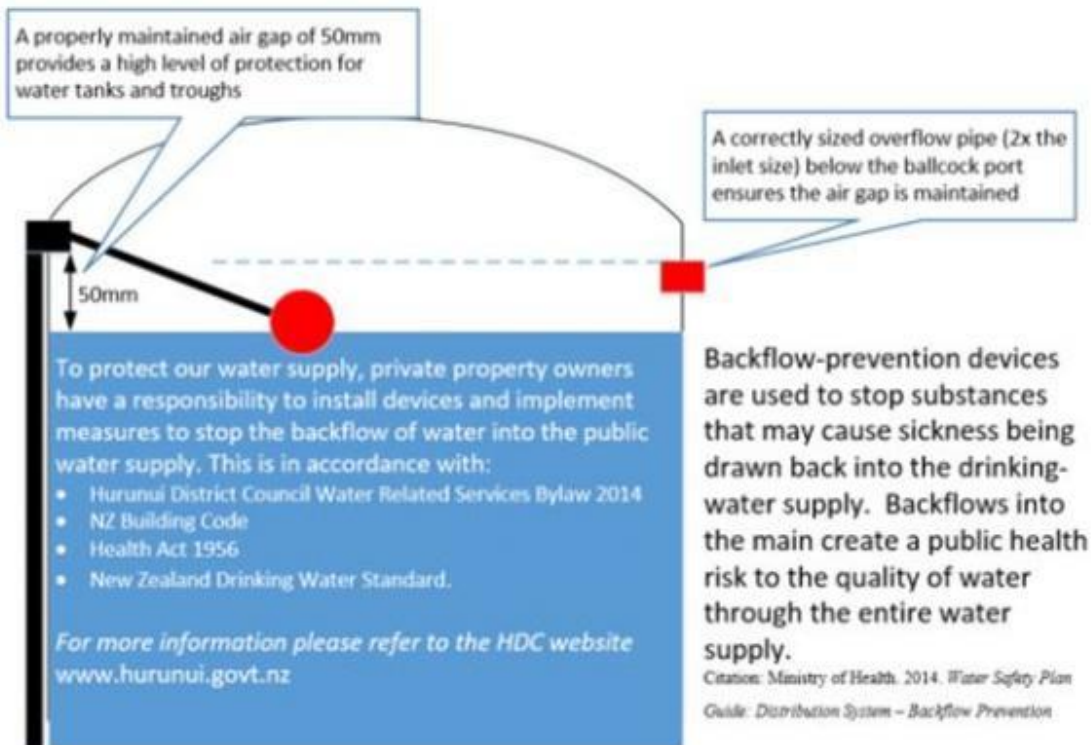 A properly maintained air gap of 50mm
provides a high level of protection for
water tanks and troughs
A correctly sized overflow pipe (2x the
inlet size) below the ballcock port
ensures the air gap is maintained
50mm
To protect our water supply, private property owners
have a responsibility to install devices and implement
measures to stop the backflow of water into the public
water supply. This is in accordance with:
• Hurunui District Council Water Related Services Bylaw 2014
• NZ Building Code
• Health Act 1956
• New Zealand Drinking Water Standard.
For more information please refer to the HDC website
www.hurunui.govt.nz
Backflow-prevention devices
are used to stop substances
that may cause sickness being
drawn back into the drinking-
water supply. Backflows into
the main create a public health
risk to the quality of water
through the entire water
supply.
Citation: Ministry of Health. 2014. Water Safety Plan
Guide: Distribution System – Backflow Prevention